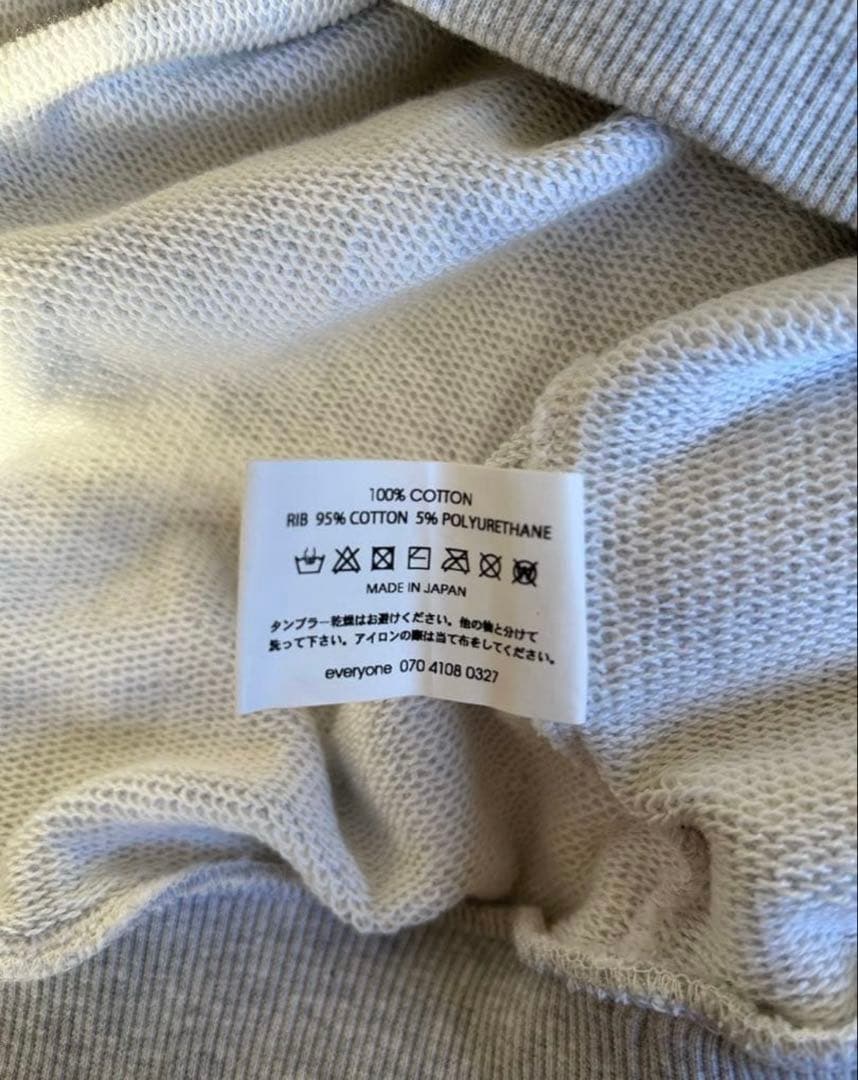 100% COTTON
RIB 95% COTTON 5% POLYURETHANE
MADE IN JAPAN
タンブラー乾燥はお避けください。他の物と分けて
洗って下さい。アイロンの際は当て布をしてください。
everyone 070 4108 0327